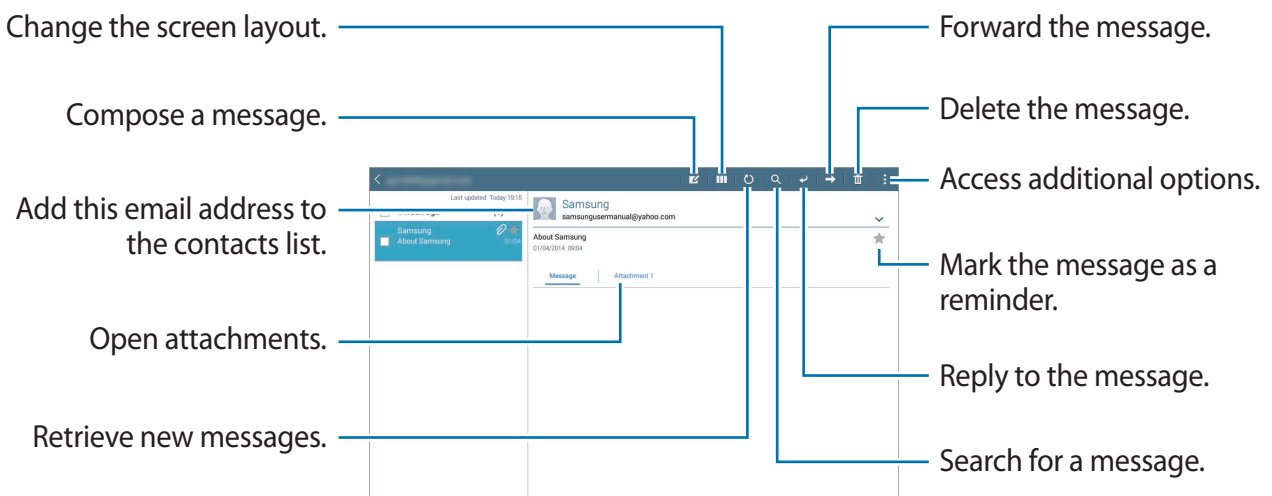 Change the screen layout.
Forward the message.
Compose a message.
Delete the message.
Access additional options.
Add this email address to
the contacts list.
Last updated Today 19:15
Samsung
samsungusermanual@yahoo.com
Samsung
About Samsung
01/04
About Samsung
01/04/2014 09:04
Message
Attachment 1
Mark the message as a
reminder.
Open attachments.
Reply to the message.
Retrieve new messages.
Search for a message.